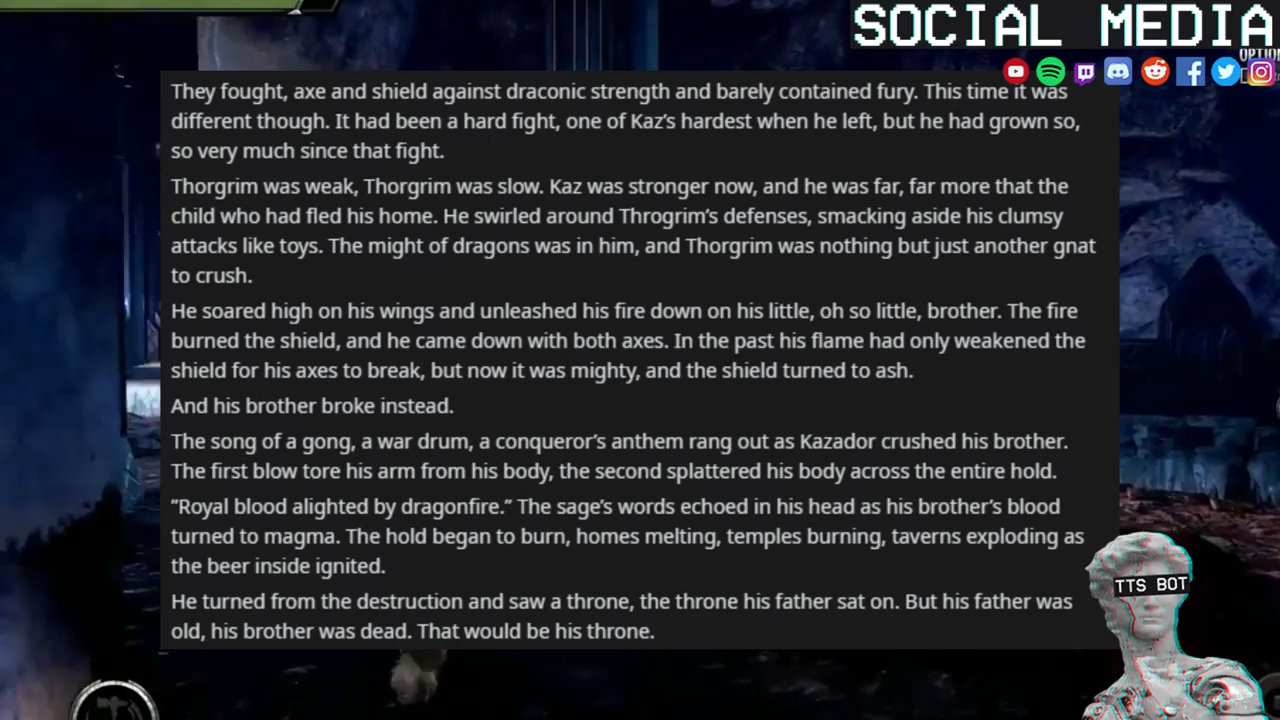 SOCIAL MEDIA
They fought, axe and shield against draconic strength and barely contained fury. This time it was
different though. It had been a hard fight, one of Kaz's hardest when he left, but he had grown so,
so very much since that fight.
Thorgrim was weak, Thorgrim was slow. Kaz was stronger now, and he was far, far more that the
child who had fled his home. He swirled around Throgrim's defenses, smacking aside his clumsy
attacks like toys. The might of dragons was in him, and Thorgrim was nothing but just another gnat
to crush.
He soared high on his wings and unleashed his fire down on his little, oh so little, brother. The fire
burned the shield, and he came down with both axes. In the past his flame had only weakened the
shield for his axes to break, but now it was mighty, and the shield turned to ash.
And his brother broke instead.
The song of a gong, a war drum, a conqueror's anthem rang out as Kazador crushed his brother.
The first blow tore his arm from his body, the second splattered his body across the entire hold.
"Royal blood alighted by dragonfire." The sage's words echoed in his head as his brother's blood
turned to magma. The hold began to burn, homes melting, temples burning, taverns exploding as
the beer inside ignited.
He turned from the destruction and saw a throne, the throne his father sat on. But his father was
old, his brother was dead. That would be his throne.
TTS BOT